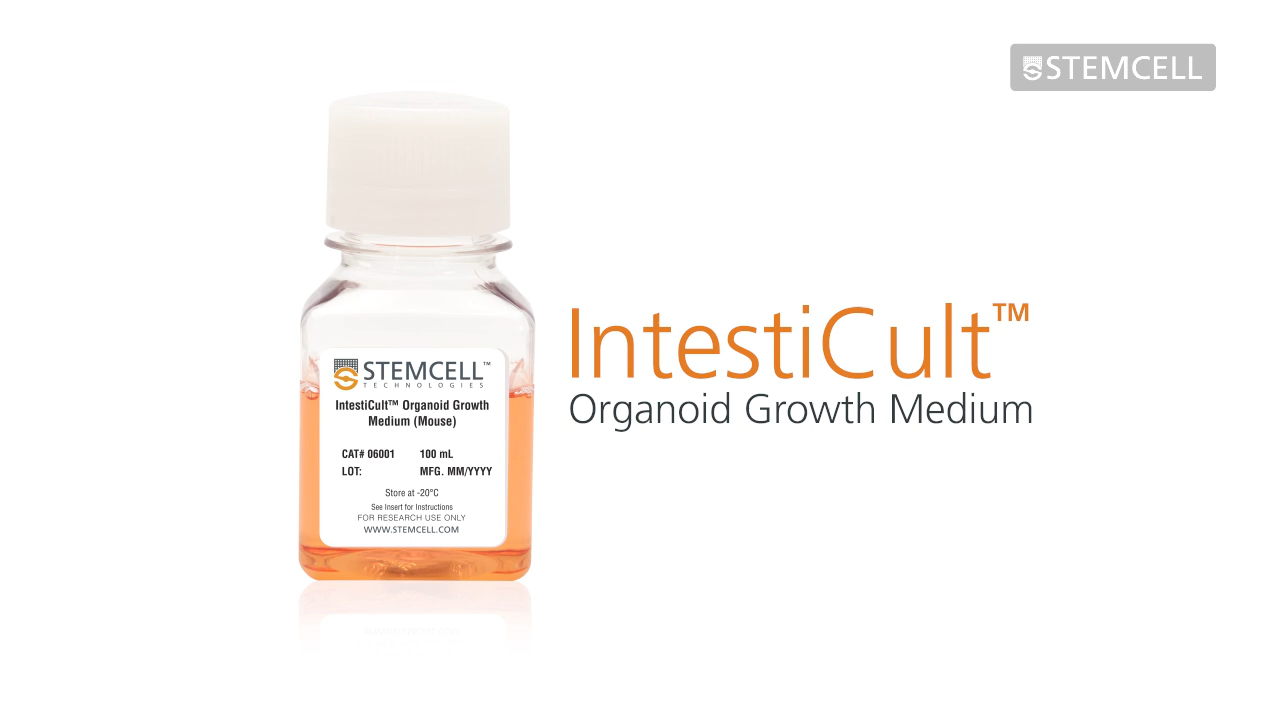 STEMCELL
STEMCELL™
TECHNOLOGIES
IntestiCult™ Organoid Growth
Medium (Mouse)
CAT# 06001 100 mL
LOT: MFG. MM/YYYY
Store at -20°C
See Insert for Instructions
FOR RESEARCH USE ONLY
WWW.STEMCELL.COM
IntestiCult™
Organoid Growth Medium